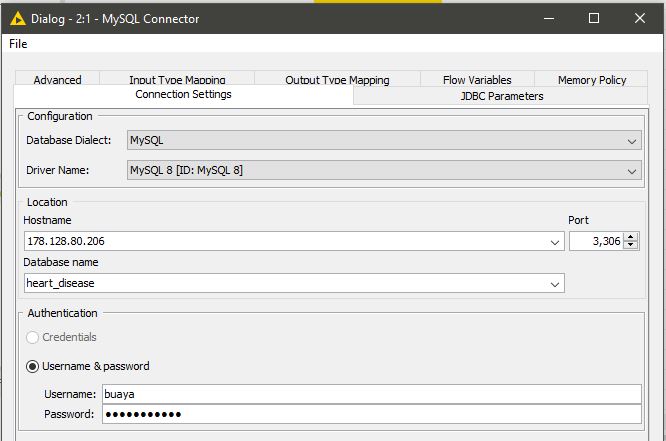 Dialog - 2:1 - MySQL Connector
File
Advanced Input Type Mapping Output Type Mapping Flow Variables Memory Policy
Connection Settings JDBC Parameters
Configuration
Database Dialect: MySQL
Driver Name: MySQL 8 [ID: MySQL 8]
Location
Hostname Port
178.128.80.206 3,306
Database name
heart_disease
Authentication
Credentials
Username & password
Username: buaya
Password: ●●●●●●●●●●●